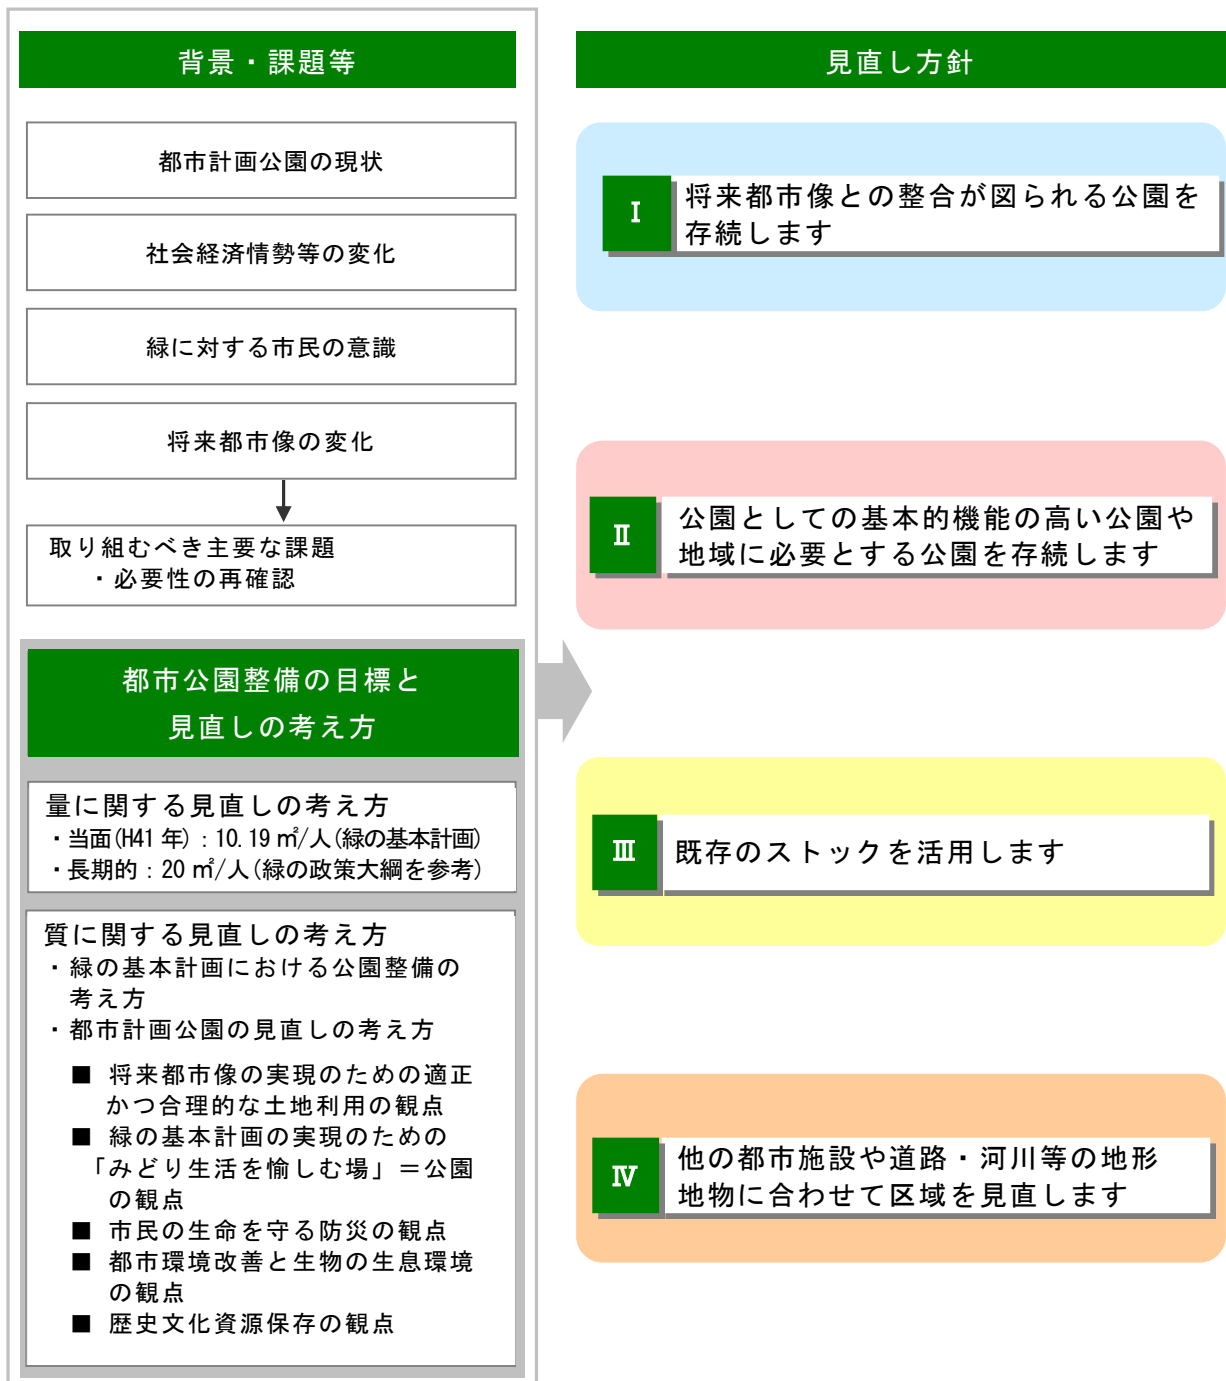 背景・課題等
都市計画公園の現状
社会経済情勢等の変化
緑に対する市民の意識
将来都市像の変化
取り組むべき主要な課題
・必要性の再確認
都市公園整備の目標と
見直しの考え方
量に関する見直しの考え方
・当面(H41年)：10.19㎡/人(緑の基本計画)
・長期的：20㎡/人(緑の政策大綱を参考)
質に関する見直しの考え方
・緑の基本計画における公園整備の
考え方
・都市計画公園の見直しの考え方
■ 将来都市像の実現のための適正
かつ合理的な土地利用の観点
■ 緑の基本計画の実現のための
「みどり生活を愉しむ場」＝公園
の観点
■ 市民の生命を守る防災の観点
■ 都市環境改善と生物の生息環境
の観点
■ 歴史文化資源保存の観点
見直し方針
Ⅰ
将来都市像との整合が図られる公園を
存続します
Ⅱ
公園としての基本的機能の高い公園や
地域に必要とする公園を存続します
Ⅲ
既存のストックを活用します
Ⅳ
他の都市施設や道路・河川等の地形
地物に合わせて区域を見直します